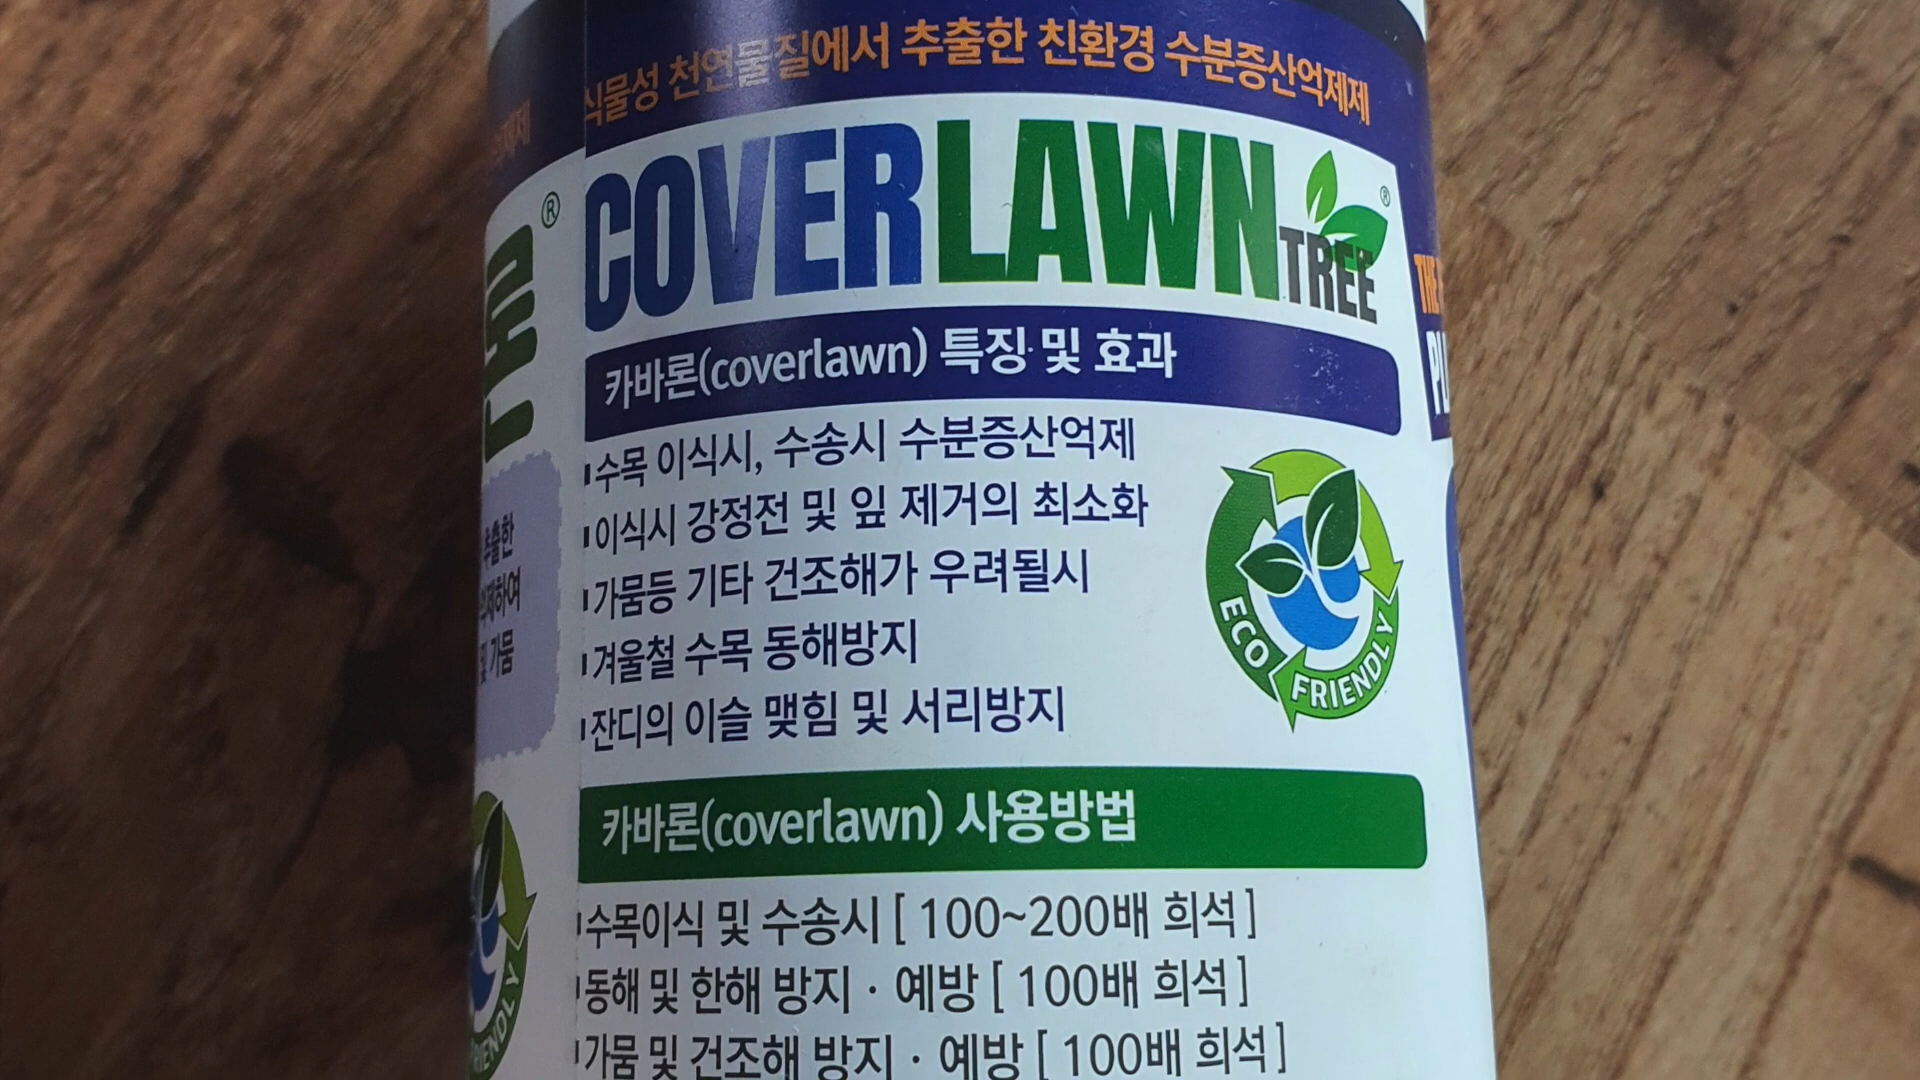 식물성 천연물질에서 추출한 친환경 수분증산억제제
COVERLAWN TREE ®
카바론(coverlawn) 특징 및 효과
수목 이식시, 수송시 수분증산억제
이식시 강정전 및 잎 제거의 최소화
가뭄등 기타 건조해가 우려될시
겨울철 수목 동해방지
잔디의 이슬 맺힘 및 서리방지
ECO FRIENDLY
카바론(coverlawn) 사용방법
수목이식 및 수송시 [ 100~200배 희석 ]
동해 및 한해 방지 · 예방 [ 100배 희석 ]
가뭄 및 건조해 방지 · 예방 [ 100배 희석 ]
론 ®
추출한
및 가뭄